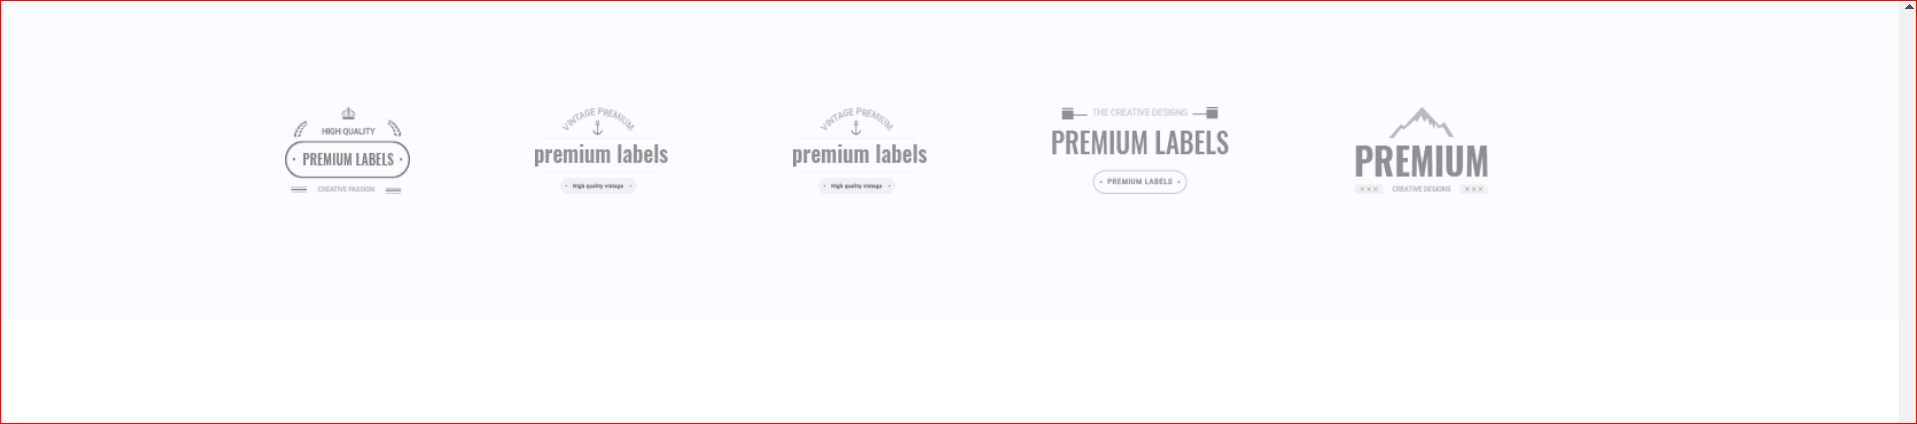 HIGH QUALITY
PREMIUM LABELS
CREATIVE PASSION
VINTAGE PREMIUM
premium labels
High quality vintage
VINTAGE PREMIUM
premium labels
High quality vintage
THE CREATIVE DESIGNS
PREMIUM LABELS
PREMIUM LABELS
PREMIUM
XXX CREATIVE DESIGNS XXX